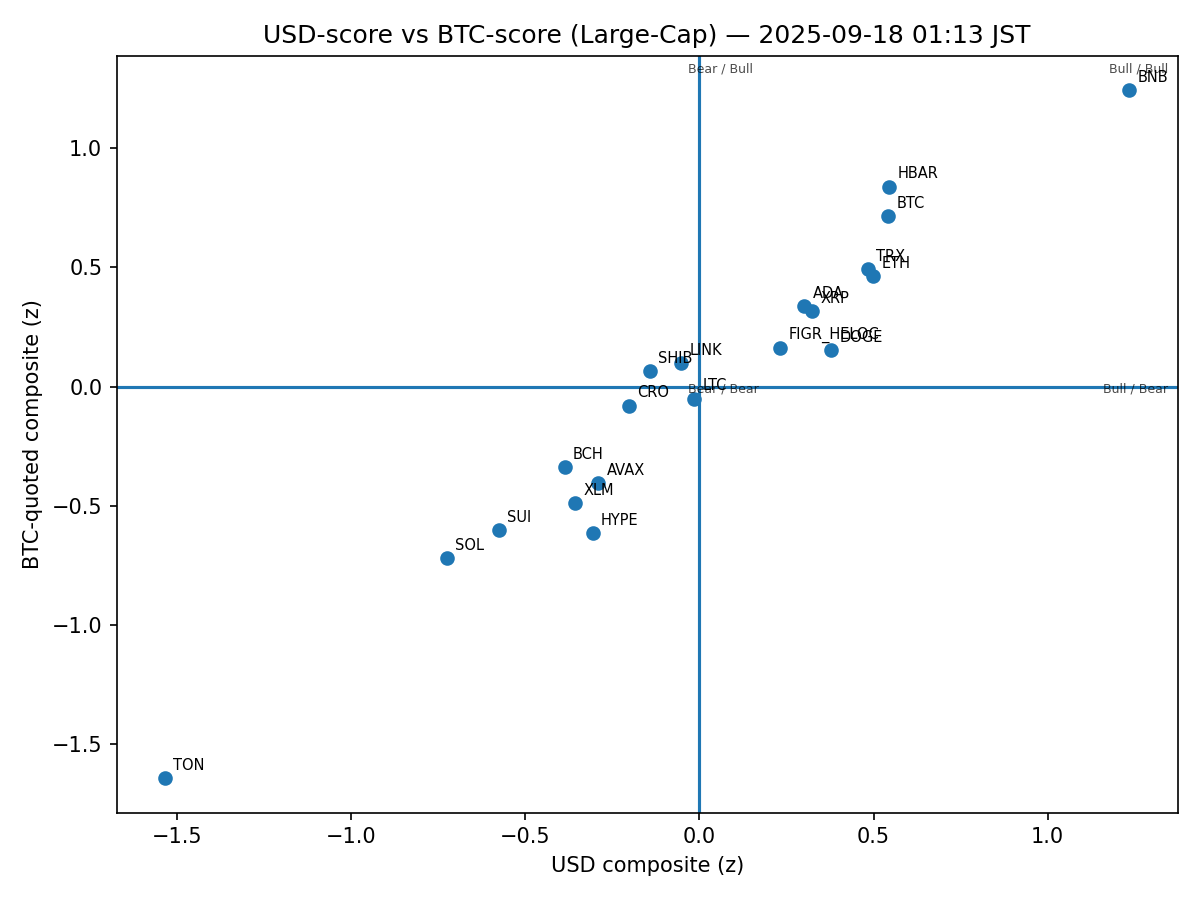 USD-score vs BTC-score (Large-Cap) — 2025-09-18 01:13 JST
Bear / Bull
Bull / Bull
BNB
HBAR
BTC
TRX
ETH
ADA
XRP
FIGR_HELOC
DOGE
LINK
SHIB
LTC
Bear / Bear
Bull / Bear
CRO
BCH
AVAX
XLM
HYPE
SUI
SOL
TON
1.0
0.5
0.0
−0.5
−1.0
−1.5
BTC-quoted composite (z)
−1.5
−1.0
−0.5
0.0
0.5
1.0
USD composite (z)